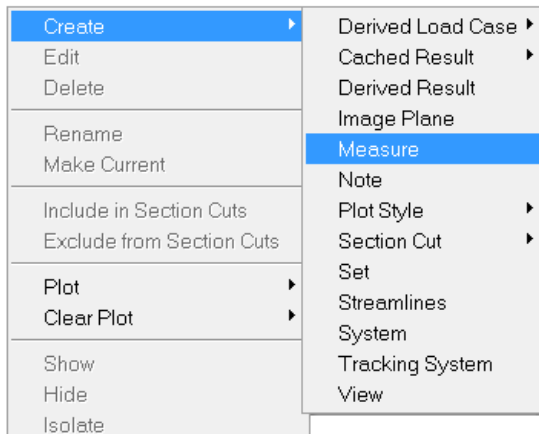 Create
Edit
Delete
Rename
Make Current
Include in Section Cuts
Exclude from Section Cuts
Plot
Clear Plot
Show
Hide
Isolate
Derived Load Case
Cached Result
Derived Result
Image Plane
Measure
Note
Plot Style
Section Cut
Set
Streamlines
System
Tracking System
View